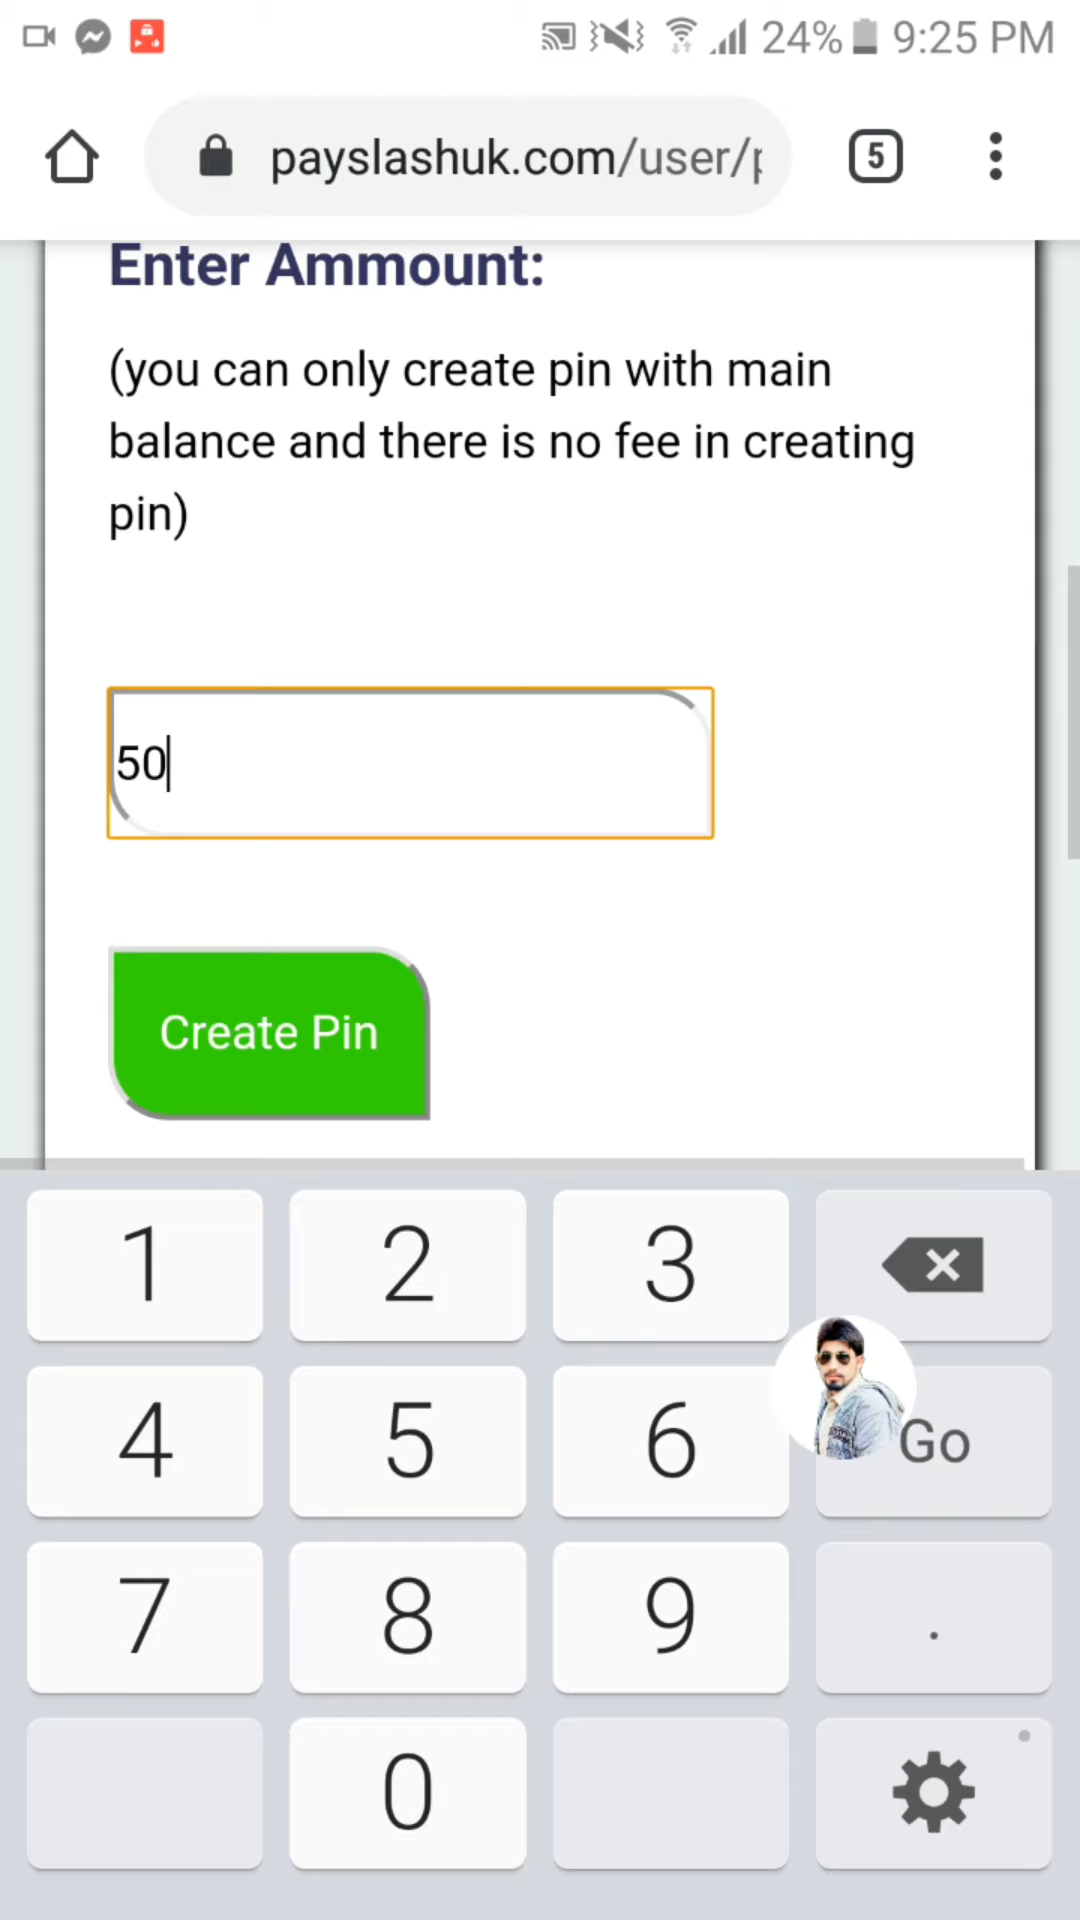 24% 9:25 PM
payslashuk.com/user/
5
Enter Ammount:
(you can only create pin with main
balance and there is no fee in creating
pin)
50
Create Pin
1 2 3
4 5 6 Go
7 8 9 .
0